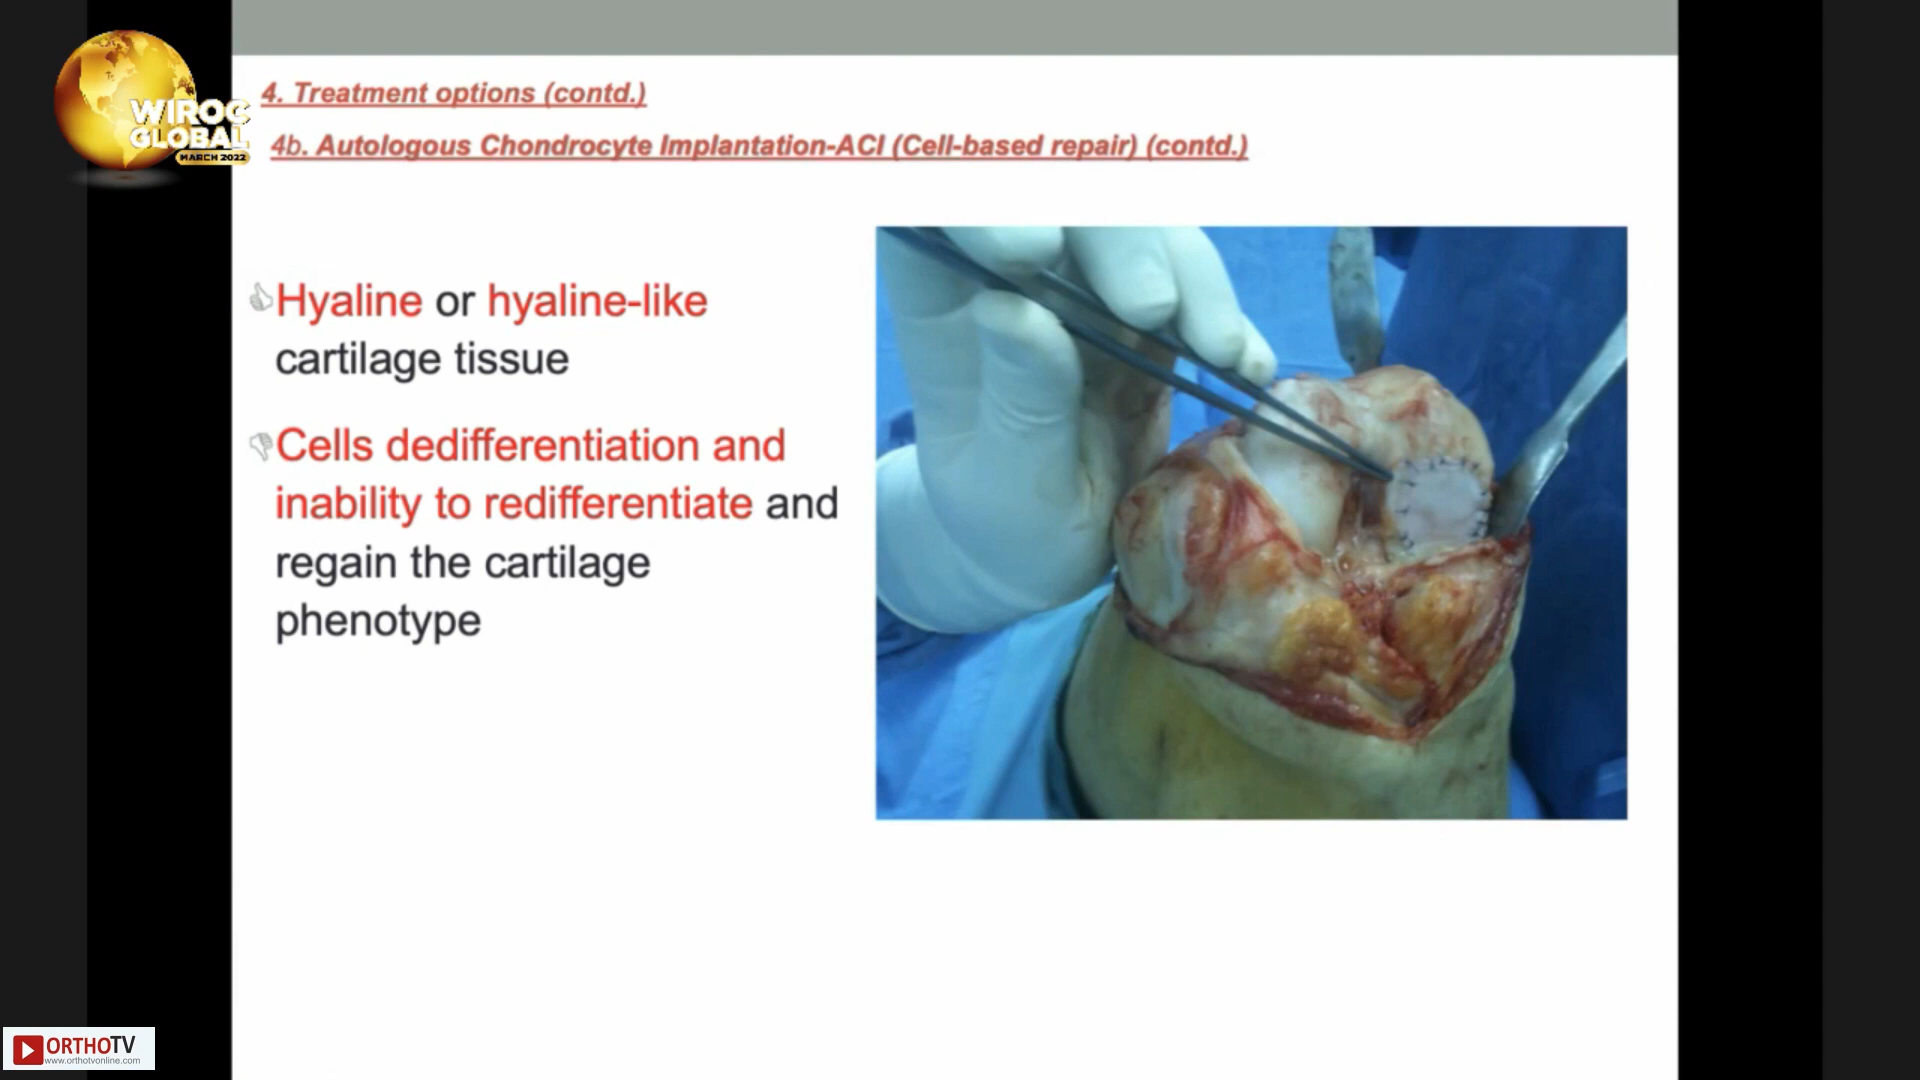 WIROC
GLOBAL
MARCH 2022
4. Treatment options (contd.)
4b. Autologous Chondrocyte Implantation-ACI (Cell-based repair) (contd.)
Hyaline or hyaline-like
cartilage tissue
Cells dedifferentiation and
inability to redifferentiate and
regain the cartilage
phenotype
ORTHOTV
www.orthotvonline.com